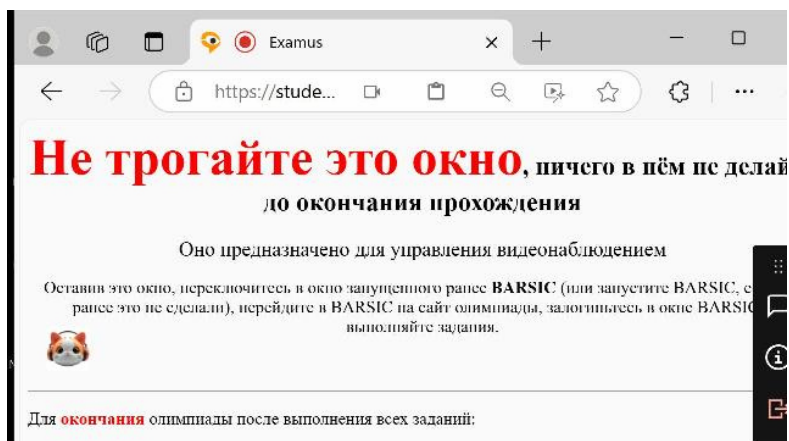 Examus
https://stude...
Не трогайте это окно, ничего в нём не делай
до окончания прохождения
Оно предназначено для управления видеонаблюдением
Оставив это окно, переключитесь в окно запущенного ранее BARSIC (или запустите BARSIC, е
ранее это не сделали), перейдите в BARSIC на сайт олимпиады, залогиньтесь в окне BARSIC
выполняйте задания.
Для окончания олимпиады после выполнения всех заданий: